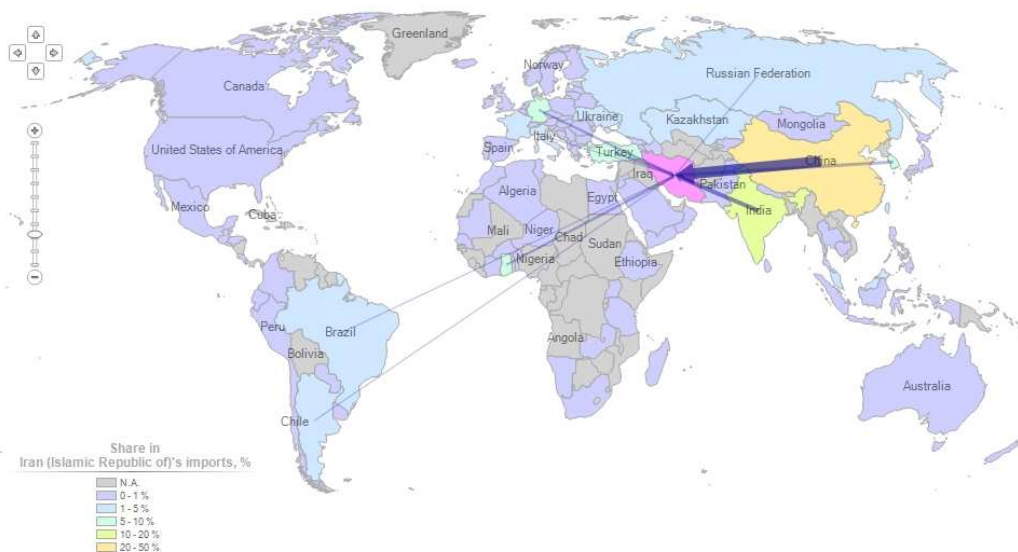 Greenland
Norway
Russian Federation
Canada
Ukraine
Kazakhstan
Mongolia
Italy
United States of America
Spain
Turkey
China
Iraq
Pakistan
Algeria
Egypt
Mexico
Cuba
India
Mali
Niger
Chad
Sudan
Nigeria
Ethiopia
Peru
Brazil
Angola
Bolivia
Australia
Chile
Share in
Iran (Islamic Republic of)'s imports, %
N.A.
0 - 1 %
1 - 5 %
5 - 10 %
10 - 20 %
20 - 50 %